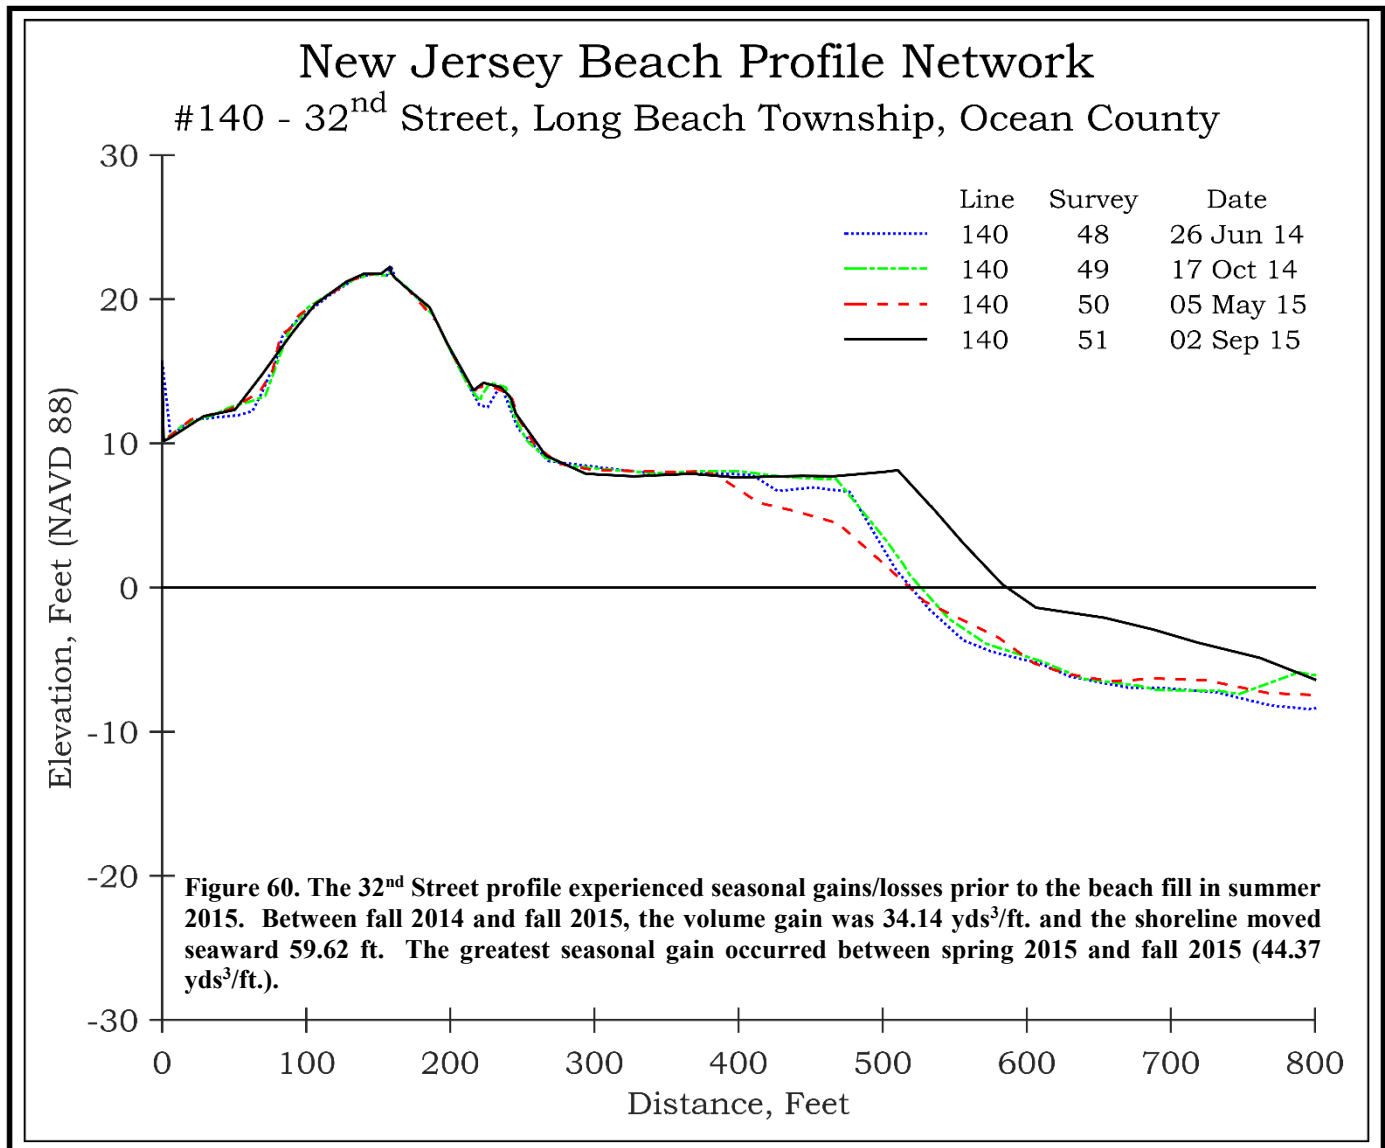 New Jersey Beach Profile Network
#140 - 32nd Street, Long Beach Township, Ocean County
Line Survey Date
140 48 26 Jun 14
140 49 17 Oct 14
140 50 05 May 15
140 51 02 Sep 15
Elevation, Feet (NAVD 88)
30
20
10
0
-10
-20
-30
Figure 60. The 32nd Street profile experienced seasonal gains/losses prior to the beach fill in summer
2015. Between fall 2014 and fall 2015, the volume gain was 34.14 yds³/ft. and the shoreline moved
seaward 59.62 ft. The greatest seasonal gain occurred between spring 2015 and fall 2015 (44.37
yds³/ft.).
0 100 200 300 400 500 600 700 800
Distance, Feet